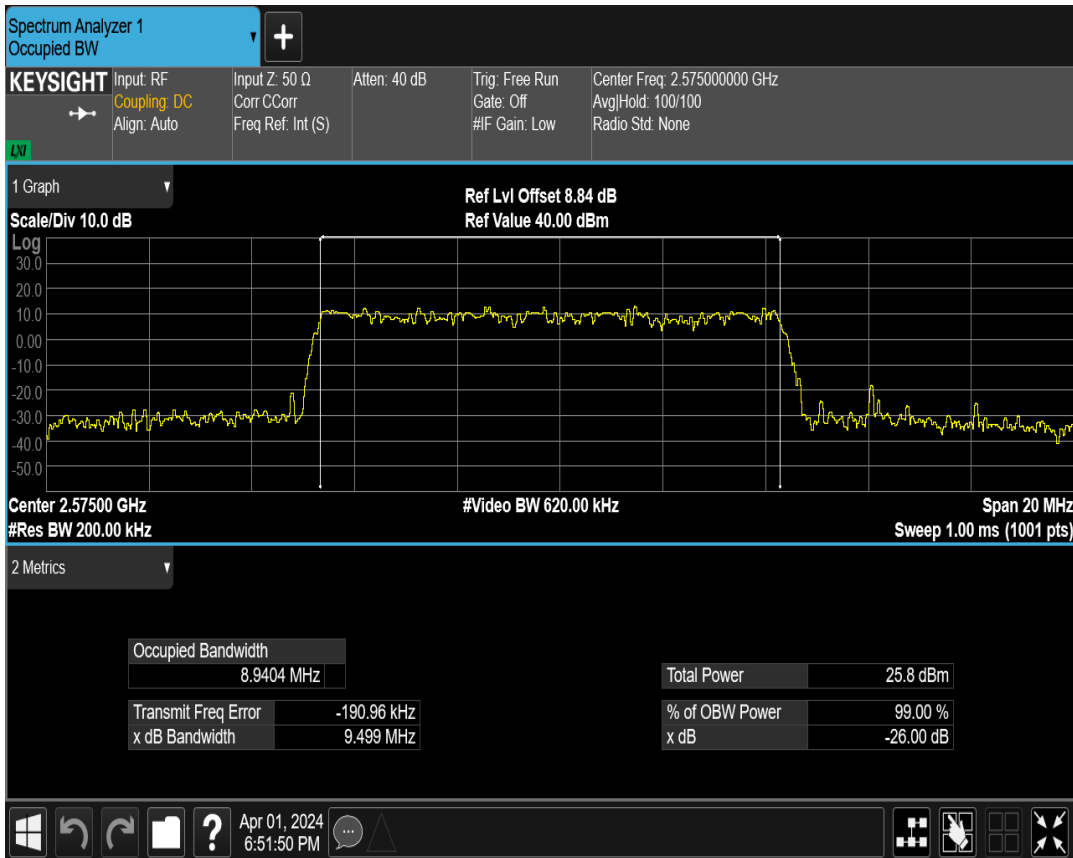 Spectrum Analyzer 1
Occupied BW
KEYSIGHT
LXI
Input: RF
Coupling: DC
Align: Auto
Input Z: 50 Ω
Corr CCorr
Freq Ref: Int (S)
Atten: 40 dB
Trig: Free Run
Gate: Off
#IF Gain: Low
Center Freq: 2.575000000 GHz
Avg|Hold: 100/100
Radio Std: None
1 Graph
Scale/Div 10.0 dB
Ref Lvl Offset 8.84 dB
Ref Value 40.00 dBm
Log
30.0
20.0
10.0
0.00
-10.0
-20.0
-30.0
-40.0
-50.0
Center 2.57500 GHz
#Video BW 620.00 kHz
Span 20 MHz
#Res BW 200.00 kHz
Sweep 1.00 ms (1001 pts)
2 Metrics
Occupied Bandwidth
8.9404 MHz
Total Power 25.8 dBm
Transmit Freq Error -190.96 kHz
% of OBW Power 99.00 %
x dB Bandwidth 9.499 MHz
x dB -26.00 dB
?
Apr 01, 2024
6:51:50 PM